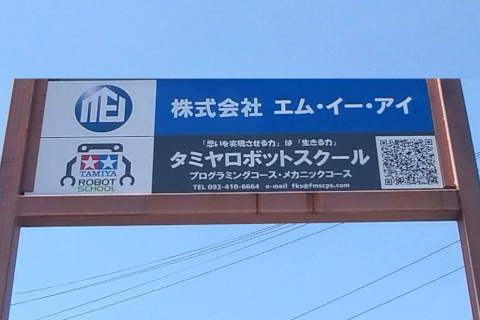 MEI
株式会社 エム・イー・アイ
「思いを実現させる力」は「生きる力」
タミヤロボットスクール
プログラミングコース・メカニックコース
TEL 092-410-6664 e-mail fks@fmscps.com
TAMIYA
ROBOT
SCHOOL